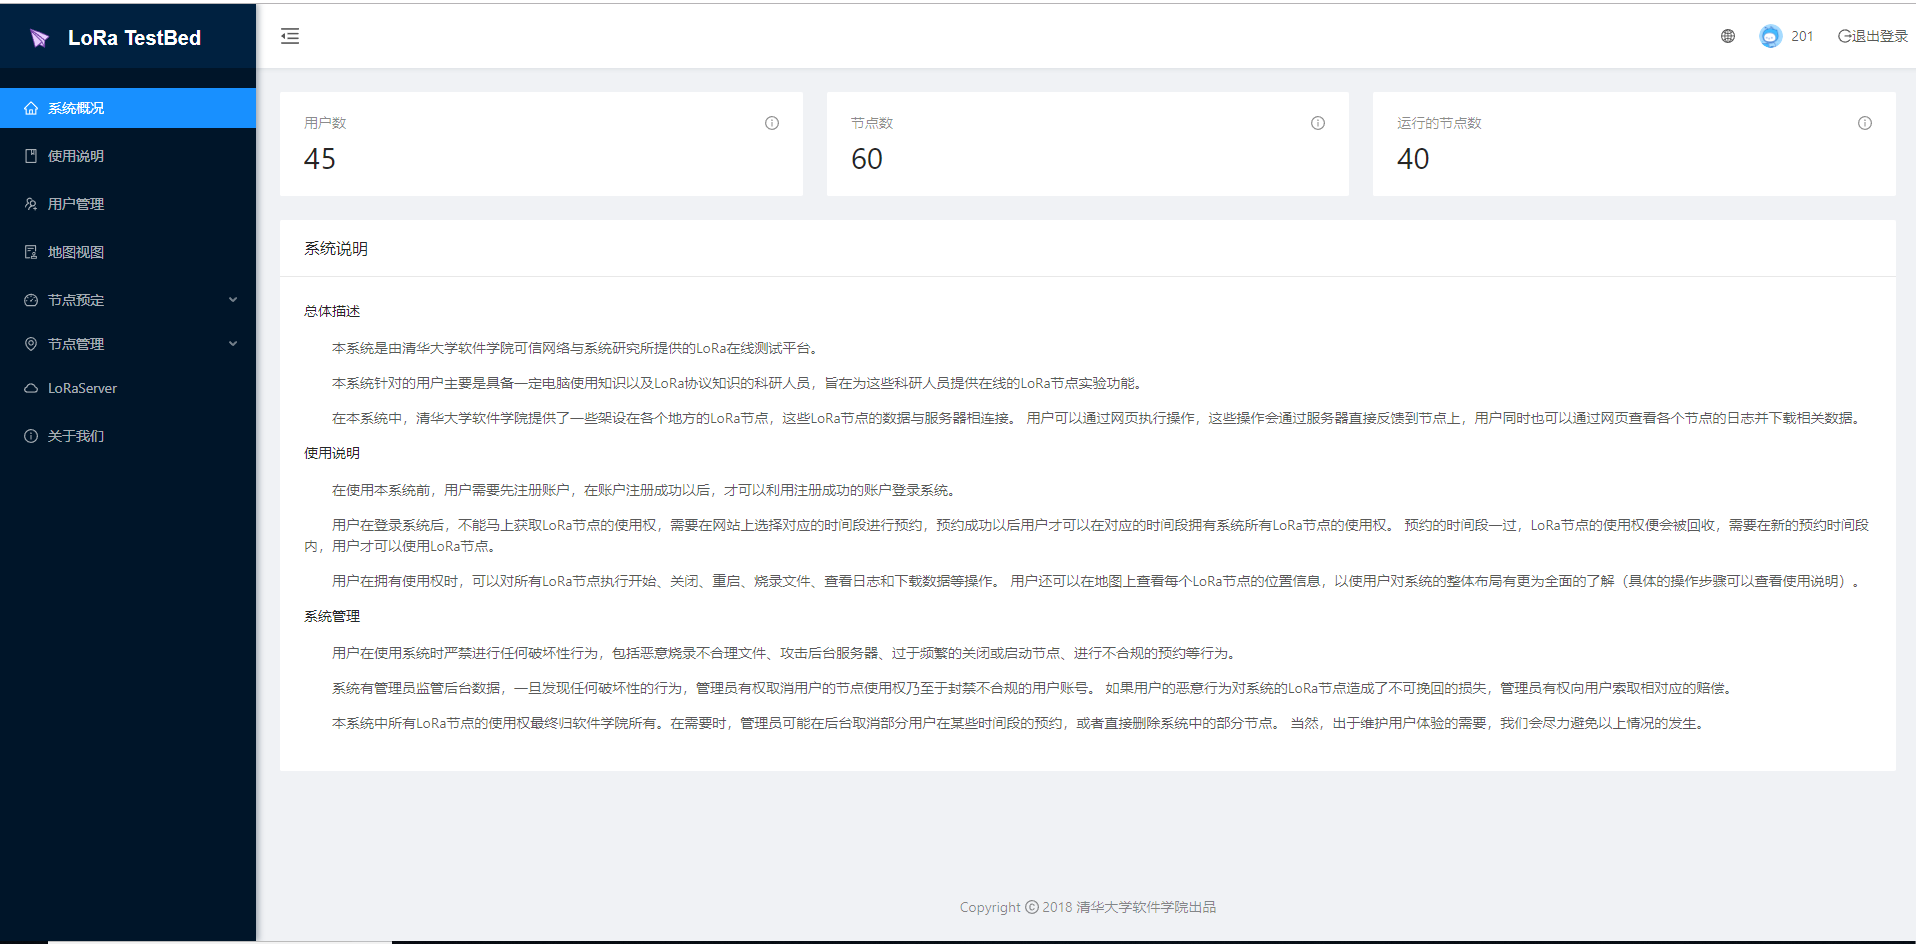 LoRa TestBed
201
退出登录
系统概况
使用说明
用户管理
地图视图
节点预定
节点管理
LoRaServer
关于我们
用户数
45
节点数
60
运行的节点数
40
系统说明
总体描述
本系统是由清华大学软件学院可信网络与系统研究所提供的LoRa在线测试平台。
本系统针对的用户主要是具备一定电脑使用知识以及LoRa协议知识的科研人员，旨在为这些科研人员提供在线的LoRa节点实验功能。
在本系统中，清华大学软件学院提供了一些架设在各个地方的LoRa节点，这些LoRa节点的数据与服务器相连接。 用户可以通过网页执行操作，这些操作会通过服务器直接反馈到节点上，用户同时也可以通过网页查看各个节点的日志并下载相关数据。
使用说明
在使用本系统前，用户需要先注册账户，在账户注册成功以后，才可以利用注册成功的账户登录系统。
用户在登录系统后，不能马上获取LoRa节点的使用权，需要在网站上选择对应的时间段进行预约，预约成功以后用户才可以在对应的时间段拥有系统所有LoRa节点的使用权。 预约的时间段一过，LoRa节点的使用权便会被回收，需要在新的预约时间段
内，用户才可以使用LoRa节点。
用户在拥有使用权时，可以对所有LoRa节点执行开始、关闭、重启、烧录文件、查看日志和下载数据等操作。 用户还可以在地图上查看每个LoRa节点的位置信息，以使用户对系统的整体布局有更为全面的了解（具体的操作步骤可以查看使用说明）。
系统管理
用户在使用系统时严禁进行任何破坏性行为，包括恶意烧录不合理文件、攻击后台服务器、过于频繁的关闭或启动节点、进行不合规的预约等行为。
系统有管理员监管后台数据，一旦发现任何破坏性的行为，管理员有权取消用户的节点使用权乃至于封禁不合规的用户账号。 如果用户的恶意行为对系统的LoRa节点造成了不可挽回的损失，管理员有权向用户索取相对应的赔偿。
本系统中所有LoRa节点的使用权最终归软件学院所有。在需要时，管理员可能在后台取消部分用户在某些时间段的预约，或者直接删除系统中的部分节点。 当然，出于维护用户体验的需要，我们会尽力避免以上情况的发生。
Copyright © 2018 清华大学软件学院出品